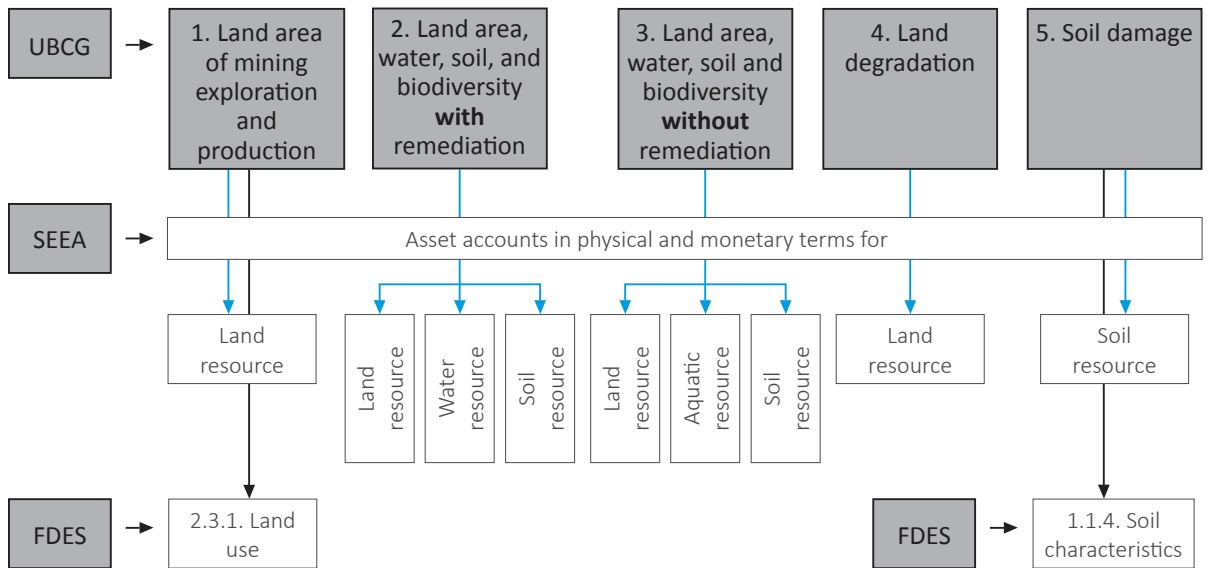 UBCG
1. Land area
of mining
exploration
and
production
2. Land area,
water, soil, and
biodiversity
with
remediation
3. Land area,
water, soil and
biodiversity
without
remediation
4. Land
degradation
5. Soil damage
SEEA
Asset accounts in physical and monetary terms for
Land
resource
Land
resource
Water
resource
Soil
resource
Land
resource
Aquatic
resource
Soil
resource
Land
resource
Soil
resource
FDES
2.3.1. Land
use
FDES
1.1.4. Soil
characteristics